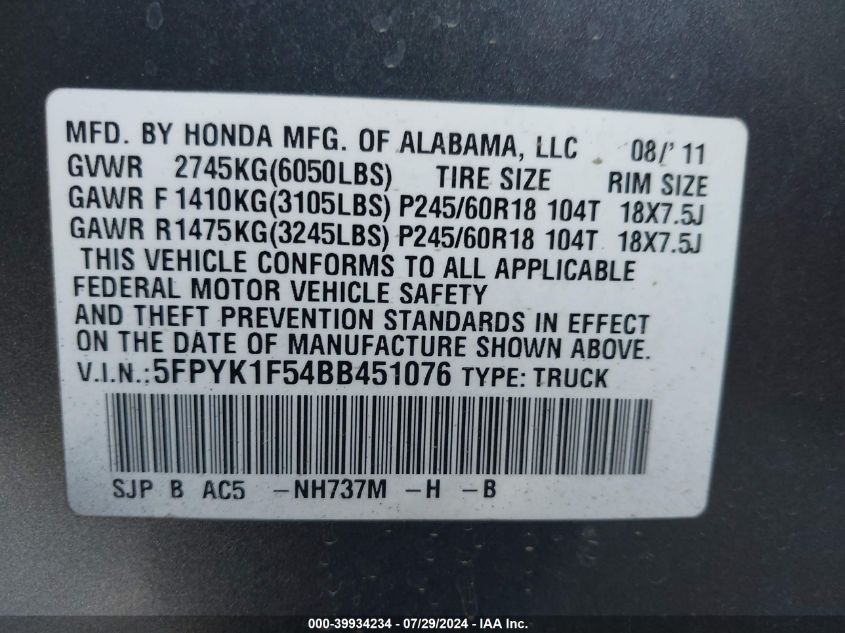 MFD. BY HONDA MFG. OF ALABAMA, LLC 08/' 11
GVWR 2745KG(6050LBS) TIRE SIZE RIM SIZE
GAWR F 1410KG(3105LBS) P245/60R18 104T 18X7.5J
GAWR R1475KG(3245LBS) P245/60R18 104T 18X7.5J
THIS VEHICLE CONFORMS TO ALL APPLICABLE
FEDERAL MOTOR VEHICLE SAFETY
AND THEFT PREVENTION STANDARDS IN EFFECT
ON THE DATE OF MANUFACTURE SHOWN ABOVE.
V.I.N.:5FPYK1F54BB451076 TYPE: TRUCK
SJP B AC5 -NH737M -H -B
000-39934234 - 07/29/2024 - IAA Inc.